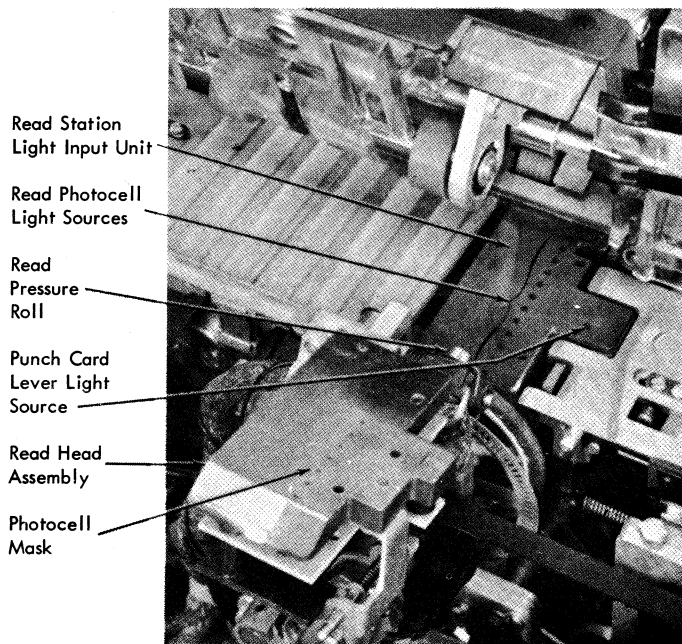 Read Station
Light Input Unit
Read Photocell
Light Sources
Read
Pressure
Roll
Punch Card
Lever Light
Source
Read Head
Assembly
Photocell
Mask